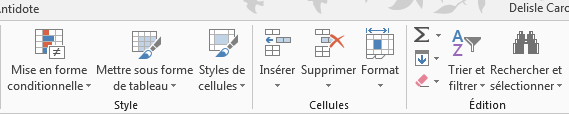 ntidote Delisle Caro
Mise en forme Mettre sous forme Styles de Insérer Supprimer Format Trier et Rechercher et
conditionnelle de tableau cellules filtrer sélectionner
Style Cellules Édition